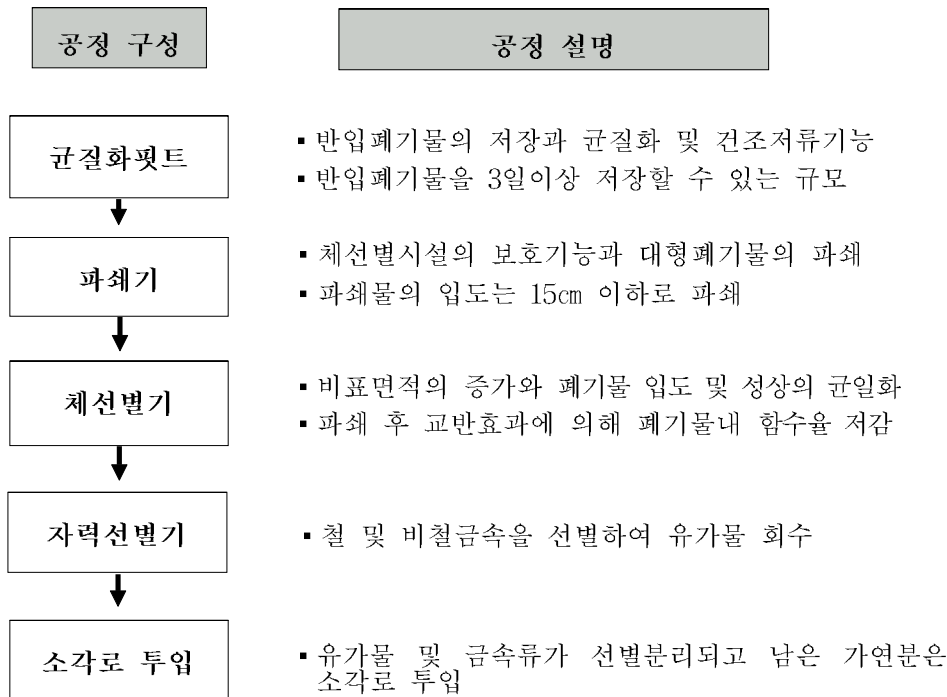 공정 구성
공정 설명
균질화핏트
▪ 반입폐기물의 저장과 균질화 및 건조저류기능
▪ 반입폐기물을 3일이상 저장할 수 있는 규모
파쇄기
▪ 체선별시설의 보호기능과 대형폐기물의 파쇄
▪ 파쇄물의 입도는 15㎝ 이하로 파쇄
체선별기
▪ 비표면적의 증가와 폐기물 입도 및 성상의 균일화
▪ 파쇄 후 교반효과에 의해 폐기물내 함수율 저감
자력선별기
▪ 철 및 비철금속을 선별하여 유가물 회수
소각로 투입
▪ 유가물 및 금속류가 선별분리되고 남은 가연분은
소각로 투입